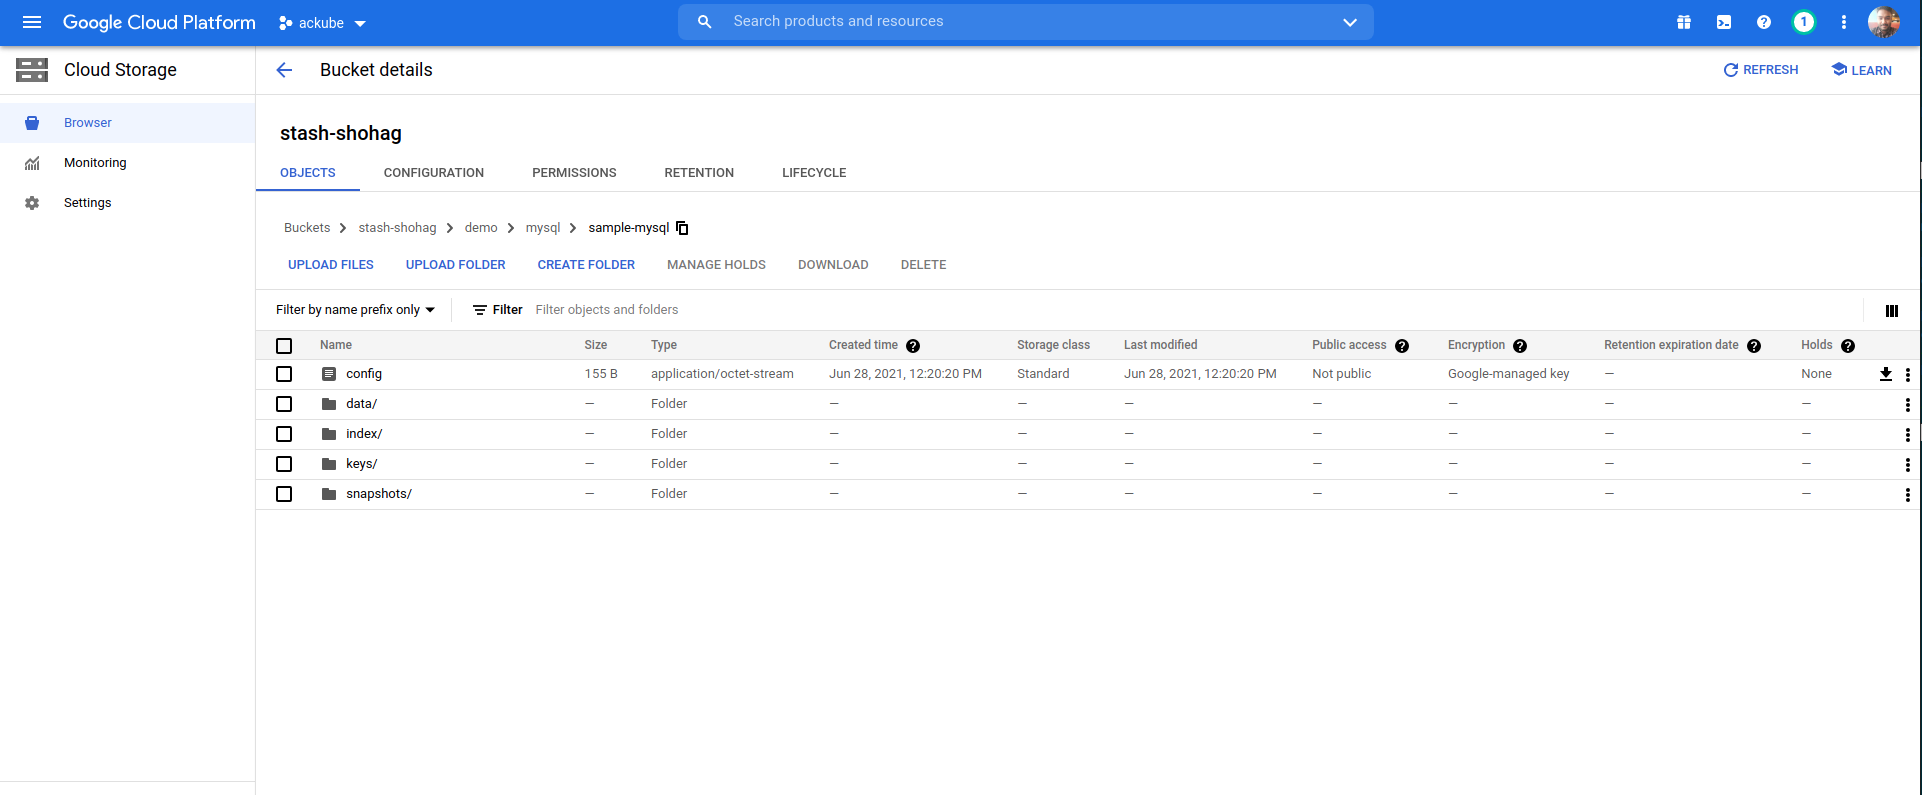 Google Cloud Platform ackube Search products and resources 1
Cloud Storage Bucket details REFRESH LEARN
Browser
Monitoring
Settings
stash-shohag
OBJECTS CONFIGURATION PERMISSIONS RETENTION LIFECYCLE
Buckets stash-shohag demo mysql sample-mysql
UPLOAD FILES UPLOAD FOLDER CREATE FOLDER MANAGE HOLDS DOWNLOAD DELETE
Filter by name prefix only Filter Filter objects and folders
Name Size Type Created time Storage class Last modified Public access Encryption Retention expiration date Holds
config 155 B application/octet-stream Jun 28, 2021, 12:20:20 PM Standard Jun 28, 2021, 12:20:20 PM Not public Google-managed key — None
data/ — Folder — — — — — — —
index/ — Folder — — — — — — —
keys/ — Folder — — — — — — —
snapshots/ — Folder — — — — — — —